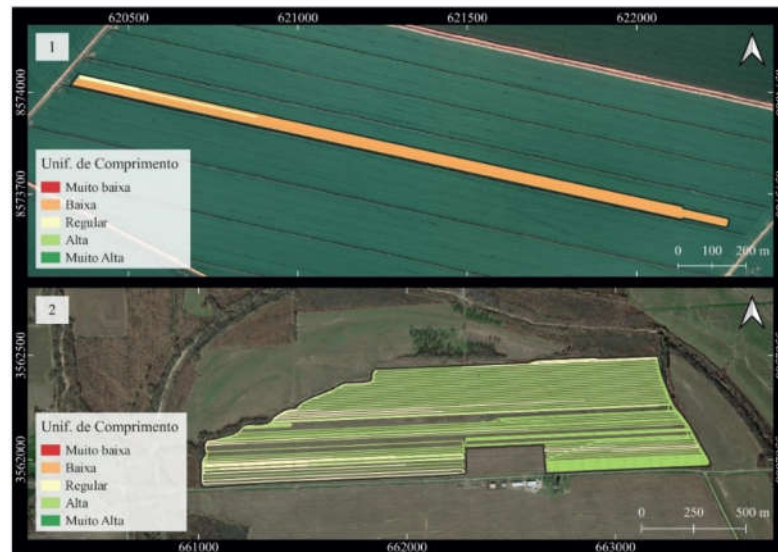 620500 621000 621500 622000
1
8574000
8573700
Unif. de Comprimento
Muito baixa
Baixa
Regular
Alta
Muito Alta
0 100 200 m
2
3562500
3562000
Unif. de Comprimento
Muito baixa
Baixa
Regular
Alta
Muito Alta
0 250 500 m
661000 662000 663000